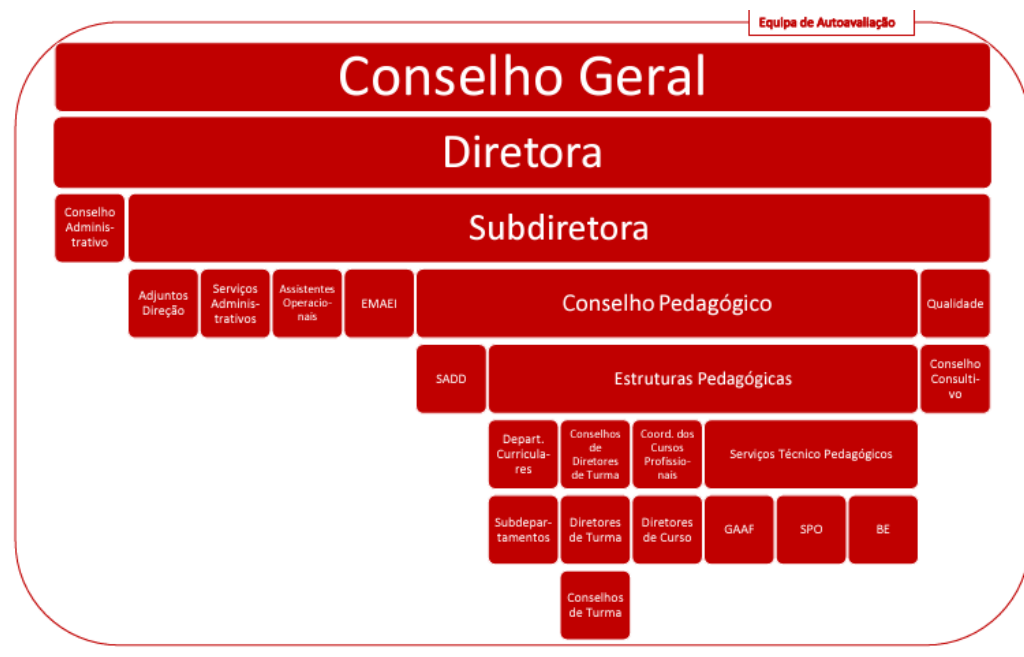 Equipa de Autoavaliação
Conselho Geral
Diretora
Conselho
Adminis-
trativo
Subdiretora
Adjuntos
Direção
Serviços
Adminis-
trativos
Assistentes
Operacio-
nais
EMAEI
Conselho Pedagógico
Qualidade
SADD
Estruturas Pedagógicas
Conselho
Consulti-
vo
Depart.
Curricula-
res
Conselhos
de
Diretores
de Turma
Coord. dos
Cursos
Profissio-
nais
Serviços Técnico Pedagógicos
Subdepar-
tamentos
Diretores
de Turma
Diretores
de Curso
GAAF
SPO
BE
Conselhos
de Turma